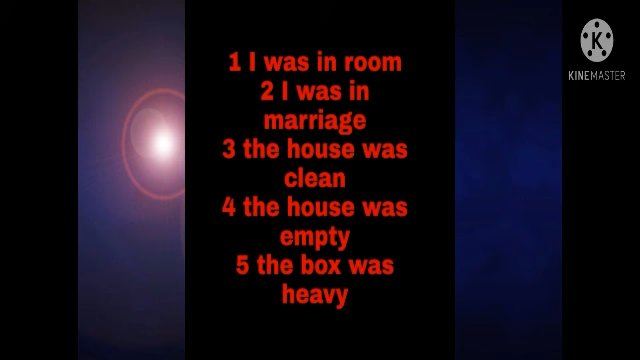 1 I was in room
2 I was in
marriage
3 the house was
clean
4 the house was
empty
5 the box was
heavy
K
KINEMASTER